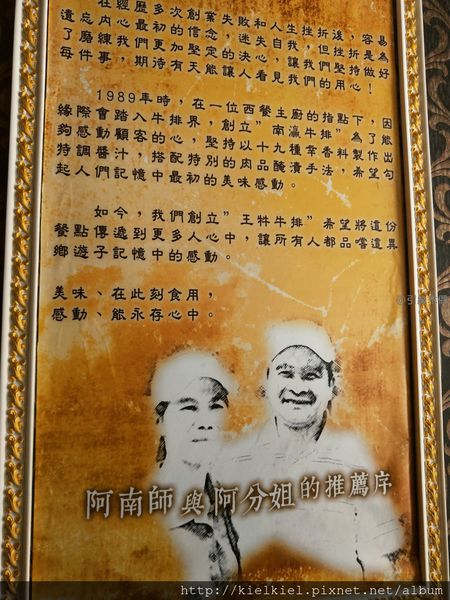 在經歷多次創業失敗和人生挫折後，容易
內心最初的信念迷失自我，但挫折是為
忘練我們更堅定的決心，讓我們堅持做好
了磨
每件事，期待有天能讓人看見我們的用心！
1989年時，在一位西餐主廚的指點下，因
緣際會踏入牛排界，創立"南瀛牛排"為了能
夠感動顧客的心，堅持以九種辛香料製作出
特調醬汁，搭配特別的肉品醃漬手法，希望勾
起人們記憶中最初的美味感動。
如今，我們創立"王牪牛排"希望將這份
餐點傳遞到更多人心中，讓所有人都品嚐這異
鄉遊子記憶中的感動。
美味、在此刻食用，
感動、能永存心中。
阿南師與阿分姐的推薦序
http://kielkiel.pixnet.net/album